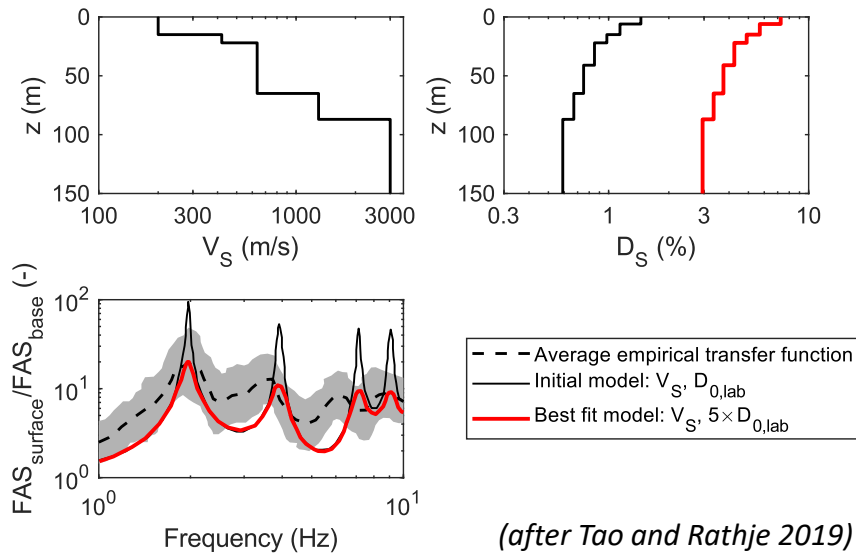 0
50
100
150
z (m)
100
300
1000
3000
V_S (m/s)
0
50
100
150
z (m)
0.3
1
3
10
D_S (%)
10^2
10^1
10^0
FAS_surface/FAS_base (-)
10^0
10^1
Frequency (Hz)
Average empirical transfer function
Initial model: V_S, D_0,lab
Best fit model: V_S, 5×D_0,lab
(after Tao and Rathje 2019)